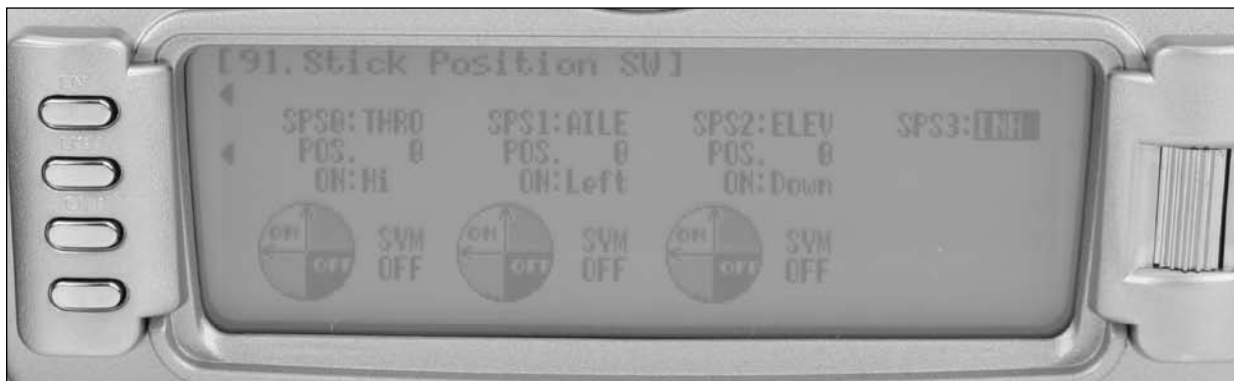 [91.Stick Position SW]
SPS0:THRO SPS1:AILE SPS2:ELEV SPS3:INH
POS. 0 POS. 0 POS. 0
ON:Hi ON:Left ON:Down
ON ON ON
SYM SYM SYM
OFF OFF OFF
OFF OFF OFF